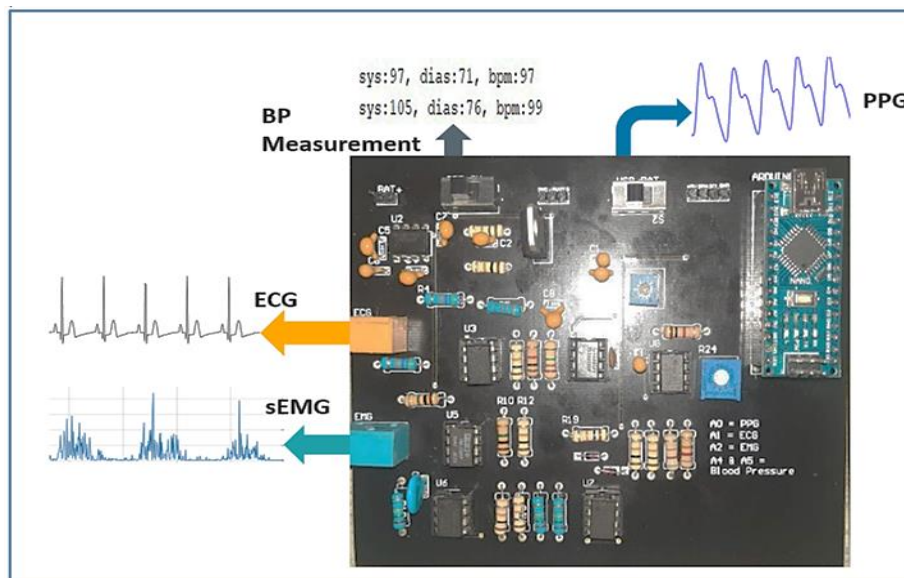 sys:97, dias:71, bpm:97
sys:105, dias:76, bpm:99
BP
Measurement
PPG
ECG
sEMG
BAT+
ARDUINO
U2
C7
C5
C2
S2
C1
R4
C8
NANO
ECG
U3
U8
R24
EMG
U5
R10 R12
R19
U6
U7
A0 = PPG
A1 = ECG
A2 = EMG
A4 & A5 =
Blood Pressure